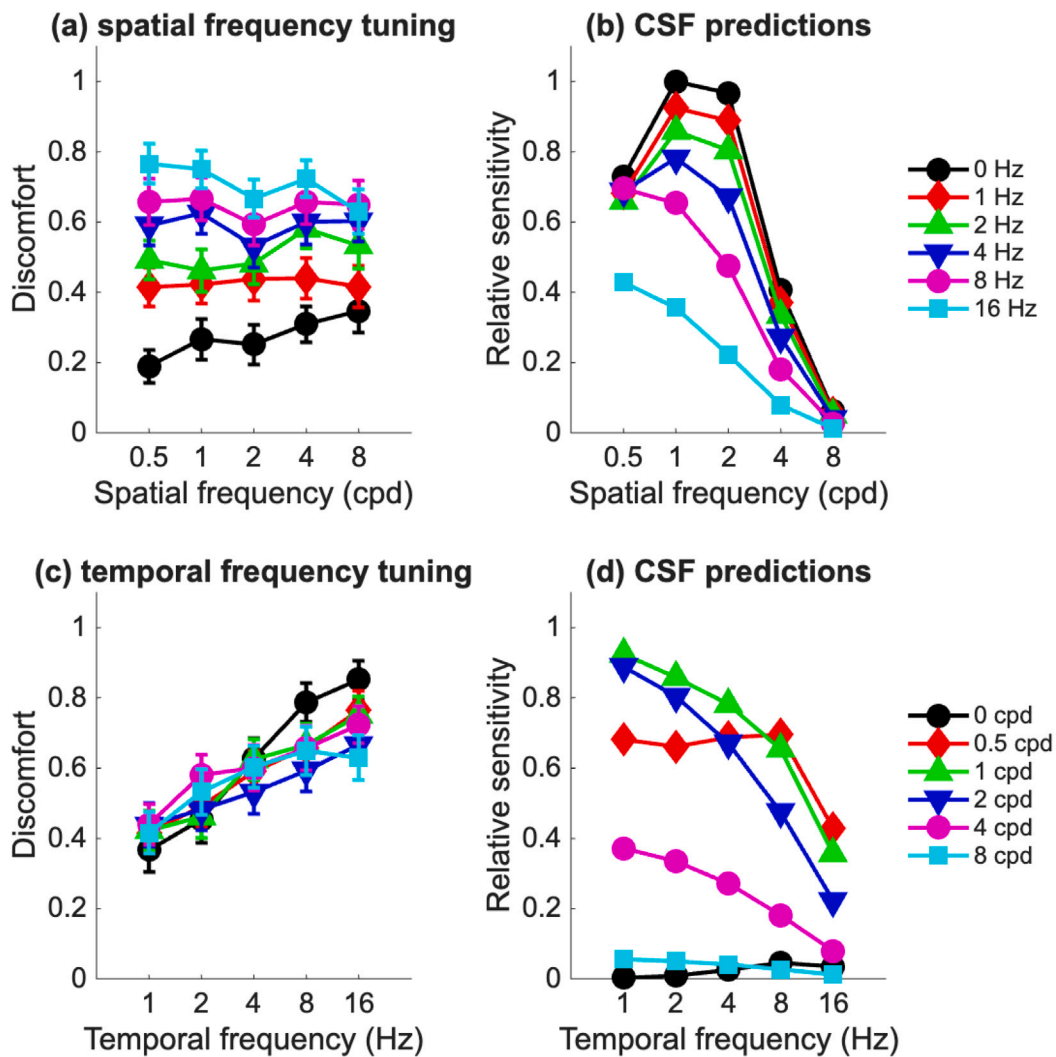 (a) spatial frequency tuning
Discomfort
1
0.8
0.6
0.4
0.2
0
0.5 1 2 4 8
Spatial frequency (cpd)
(b) CSF predictions
Relative sensitivity
1
0.8
0.6
0.4
0.2
0
0.5 1 2 4 8
Spatial frequency (cpd)
0 Hz
1 Hz
2 Hz
4 Hz
8 Hz
16 Hz
(c) temporal frequency tuning
Discomfort
1
0.8
0.6
0.4
0.2
0
1 2 4 8 16
Temporal frequency (Hz)
(d) CSF predictions
Relative sensitivity
1
0.8
0.6
0.4
0.2
0
1 2 4 8 16
Temporal frequency (Hz)
0 cpd
0.5 cpd
1 cpd
2 cpd
4 cpd
8 cpd